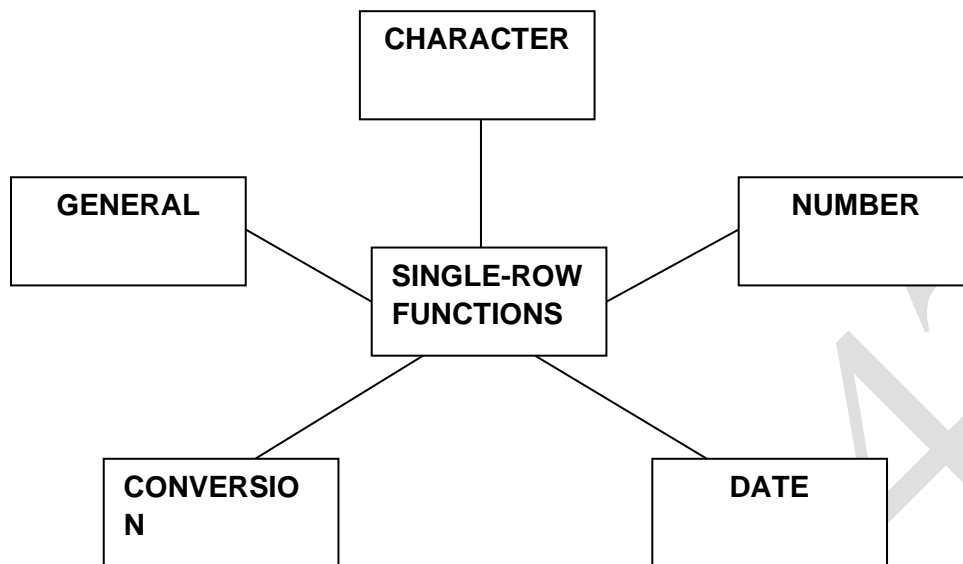 CHARACTER
GENERAL
NUMBER
SINGLE-ROW
FUNCTIONS
CONVERSIO
N
DATE